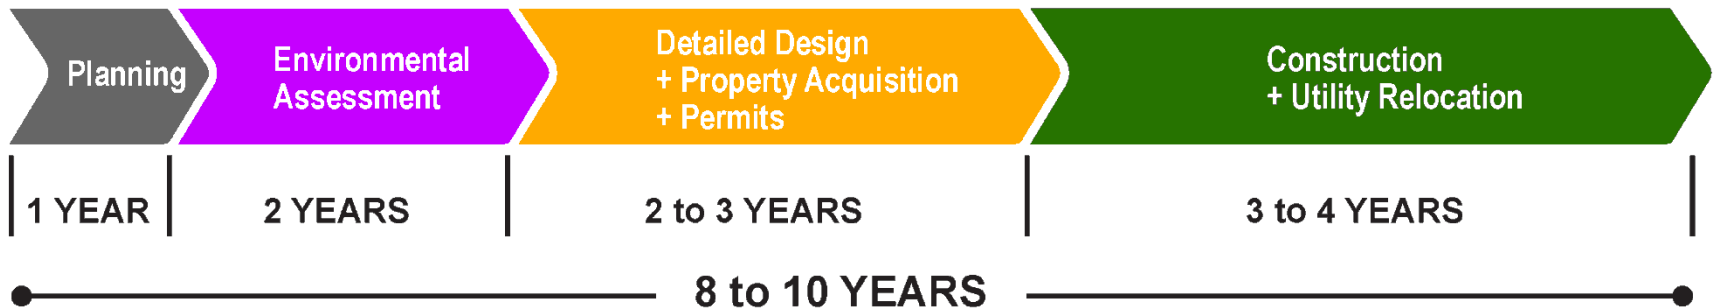 Planning
Environmental
Assessment
Detailed Design
+ Property Acquisition
+ Permits
Construction
+ Utility Relocation
1 YEAR
2 YEARS
2 to 3 YEARS
3 to 4 YEARS
8 to 10 YEARS